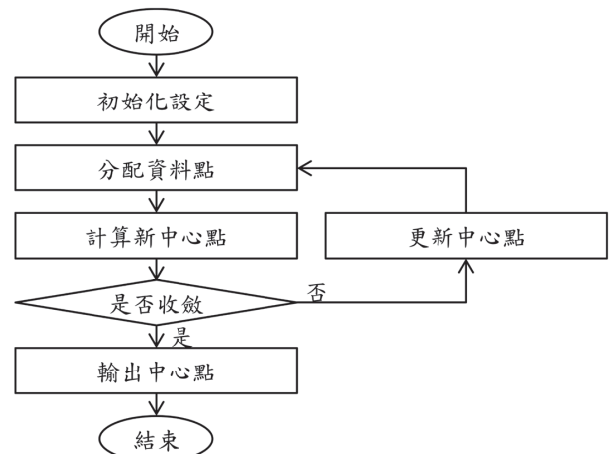 開始
初始化設定
分配資料點
計算新中心點
更新中心點
是否收斂
否
是
輸出中心點
結束